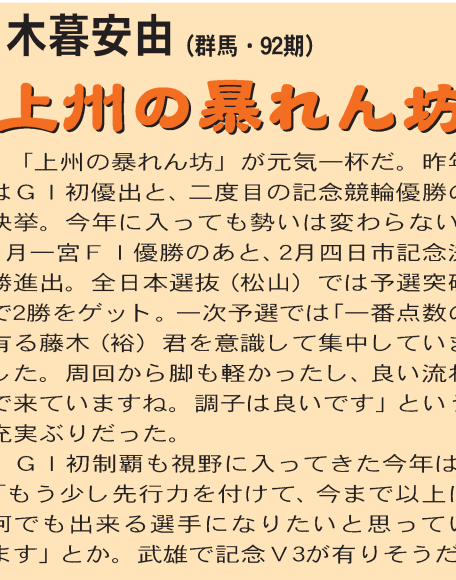 木暮安由（群馬・92期）
上州の暴れん坊
「上州の暴れん坊」が元気一杯だ。昨年
はＧＩ初優出と、二度目の記念競輪優勝の
快挙。今年に入っても勢いは変わらない
月一宮ＦＩ優勝のあと、2月四日市記念決
勝進出。全日本選抜（松山）では予選突破
で2勝をゲット。一次予選では「一番点数の
有る藤木（裕）君を意識して集中していま
した。周回から脚も軽かったし、良い流れ
で来ていますね。調子は良いです」という
充実ぶりだった。
ＧＩ初制覇も視野に入ってきた今年は
「もう少し先行力を付けて、今まで以上に
何でも出来る選手になりたいと思ってい
ます」とか。武雄で記念Ｖ3が有りそうだ